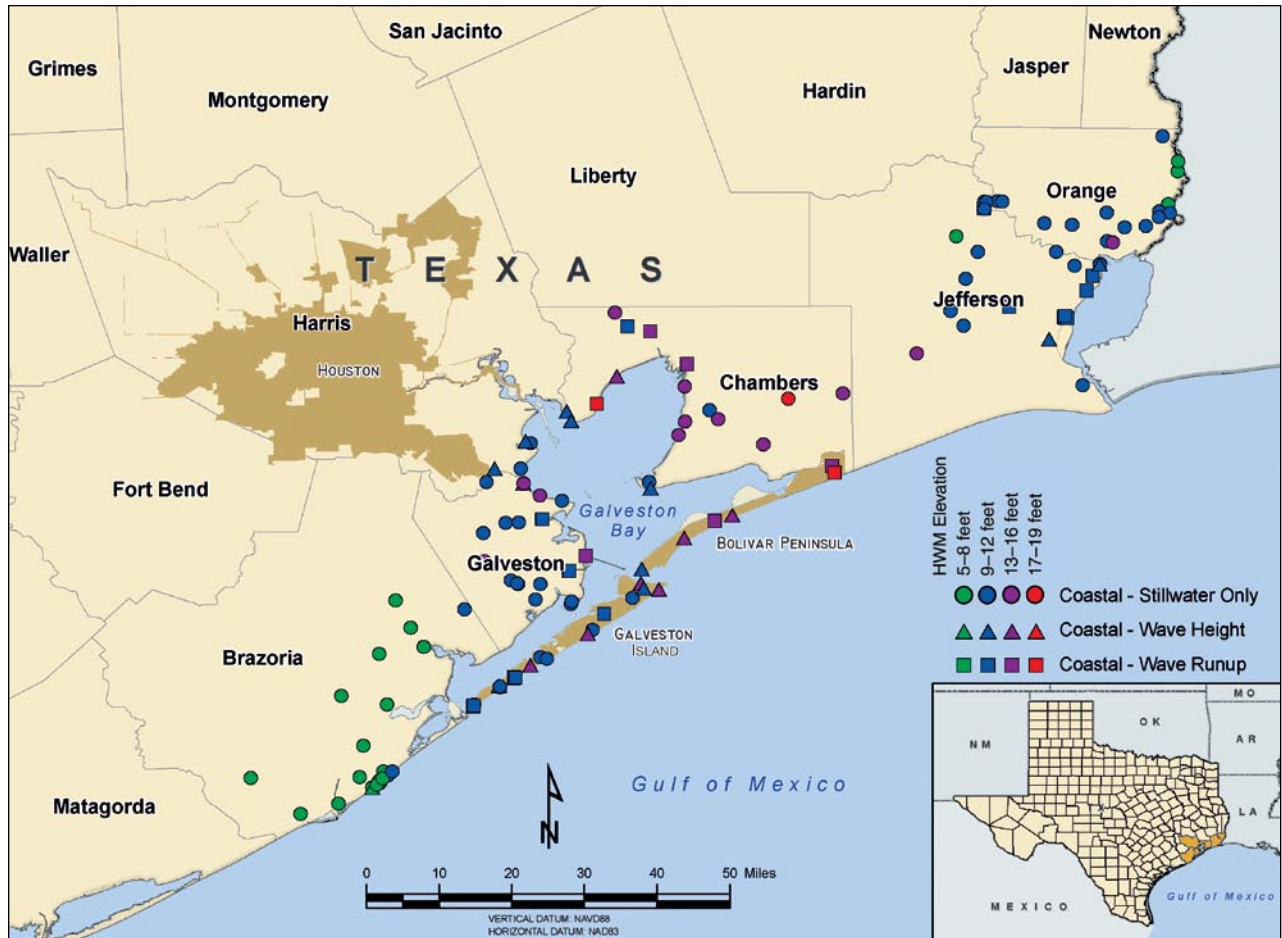 San Jacinto
Newton
Grimes
Jasper
Montgomery
Hardin
Liberty
Orange
Waller
TEXAS
Harris
Jefferson
HOUSTON
Chambers
Fort Bend
Galveston
Bay
BOLIVAR PENINSULA
Galveston
GALVESTON
ISLAND
Brazoria
Matagorda
Gulf of Mexico
N
HWM Elevation
5–8 feet
9–12 feet
13–16 feet
17–19 feet
Coastal - Stillwater Only
Coastal - Wave Height
Coastal - Wave Runup
0 10 20 30 40 50 Miles
VERTICAL DATUM: NAVD88
HORIZONTAL DATUM: NAD83
MO
OK
NM
AR
TX
LA
MEXICO
Gulf of Mexico